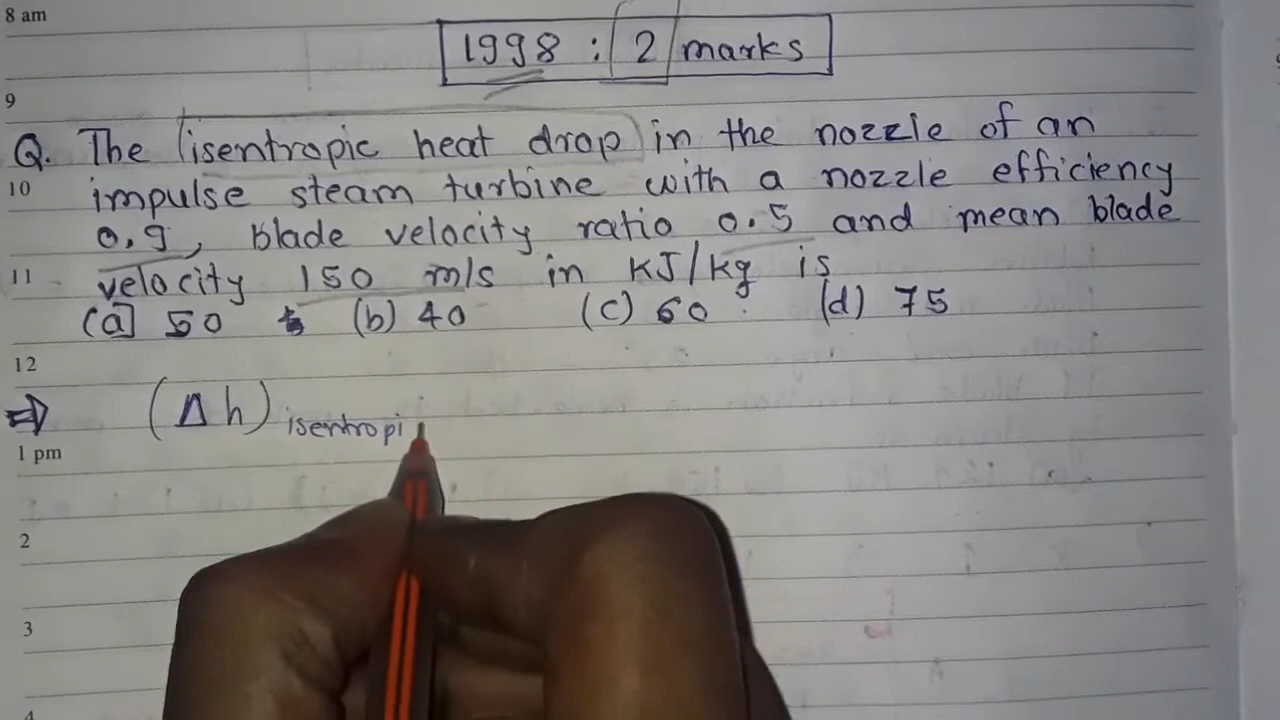 8 am
1998 : 2 marks
9
Q. The isentropic heat drop in the nozzle of an
10
impulse steam turbine with a nozzle efficiency
0.9, blade velocity ratio 0.5 and mean blade
11
velocity 150 m/s in KJ/kg is
(a) 50 (b) 40 (c) 60 (d) 75
12
⇒ (Δh) isentropi
1 pm
2
3
4